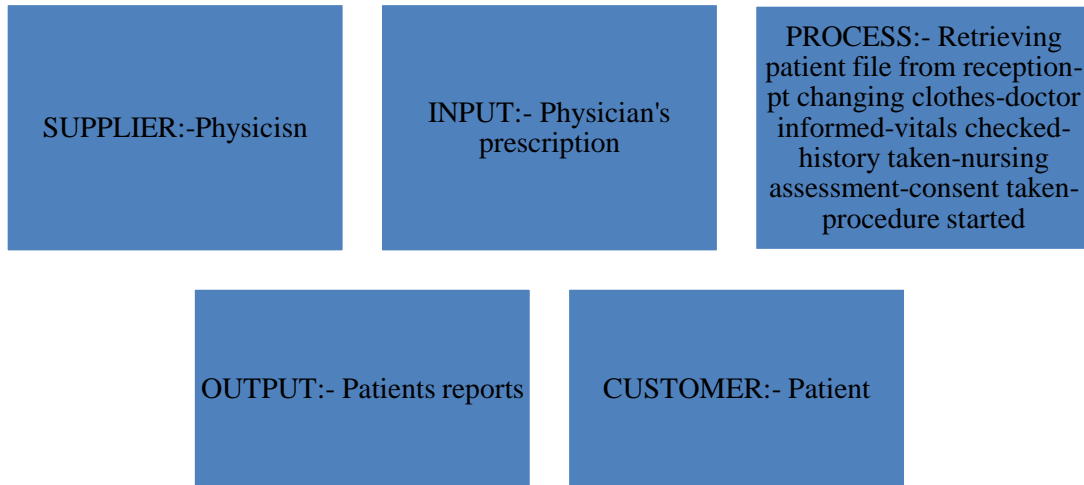 SUPPLIER:-Physicisn
INPUT:- Physician's
prescription
PROCESS:- Retrieving
patient file from reception-
pt changing clothes-doctor
informed-vitals checked-
history taken-nursing
assessment-consent taken-
procedure started
OUTPUT:- Patients reports
CUSTOMER:- Patient